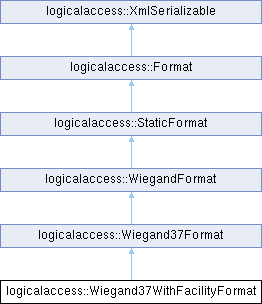 logicalaccess::XmlSerializable
logicalaccess::Format
logicalaccess::StaticFormat
logicalaccess::WiegandFormat
logicalaccess::Wiegand37Format
logicalaccess::Wiegand37WithFacilityFormat